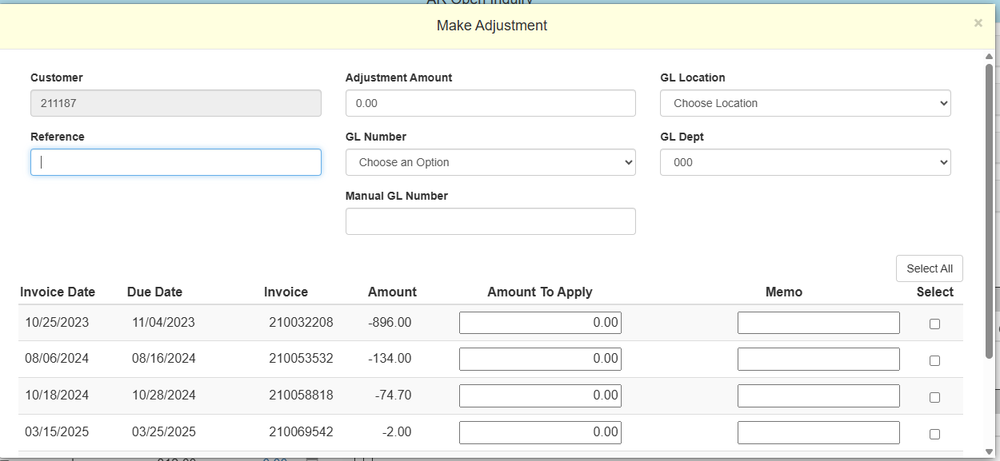 AR Open Inquiry
Make Adjustment ×
Customer Adjustment Amount GL Location
211187 0.00 Choose Location
Reference GL Number GL Dept
Choose an Option 000
Manual GL Number
Select All
Invoice Date Due Date Invoice Amount Amount To Apply Memo Select
10/25/2023 11/04/2023 210032208 -896.00 0.00
08/06/2024 08/16/2024 210053532 -134.00 0.00
10/18/2024 10/28/2024 210058818 -74.70 0.00
03/15/2025 03/25/2025 210069542 -2.00 0.00